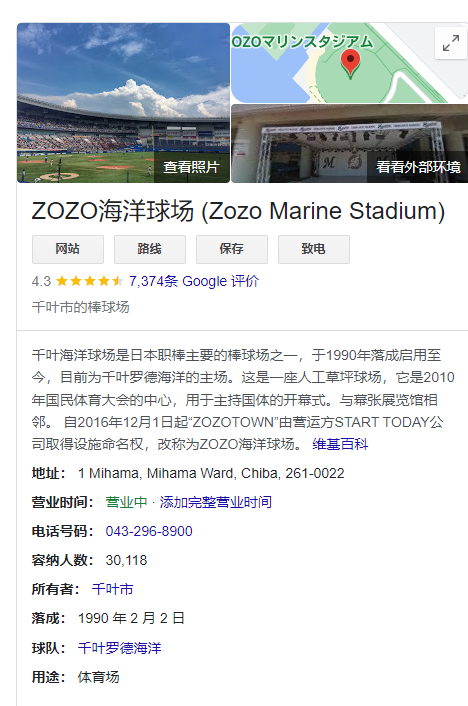 OZOマリンスタジアム
查看照片
看看外部环境
ZOZO海洋球场 (Zozo Marine Stadium)
网站 路线 保存 致电
4.3 7,374条 Google 评价
千叶市的棒球场
千叶海洋球场是日本职棒主要的棒球场之一，于1990年落成启用至
今，目前为千叶罗德海洋的主场。这是一座人工草坪球场，它是2010
年国民体育大会的中心，用于主持国体的开幕式。与幕张展览馆相
邻。 自2016年12月1日起“ZOZOTOWN”由营运方START TODAY公
司取得设施命名权，改称为ZOZO海洋球场。 维基百科
地址： 1 Mihama, Mihama Ward, Chiba, 261-0022
营业时间： 营业中 · 添加完整营业时间
电话号码： 043-296-8900
容纳人数： 30,118
所有者： 千叶市
落成： 1990 年 2 月 2 日
球队： 千叶罗德海洋
用途： 体育场